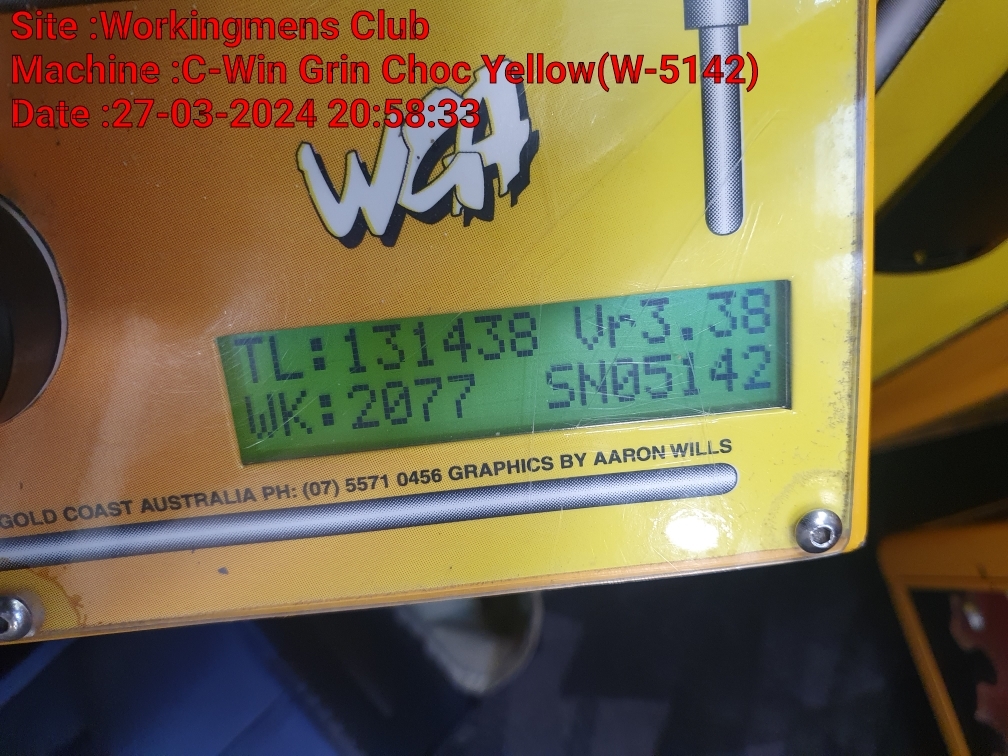 Site :Workingmens Club
Machine :C-Win Grin Choc Yellow(W-5142)
Date :27-03-2024 20:58:33
WGA
TL:131438 Vr3.38
WK:2077 SN05142
GOLD COAST AUSTRALIA PH: (07) 5571 0456 GRAPHICS BY AARON WILLS